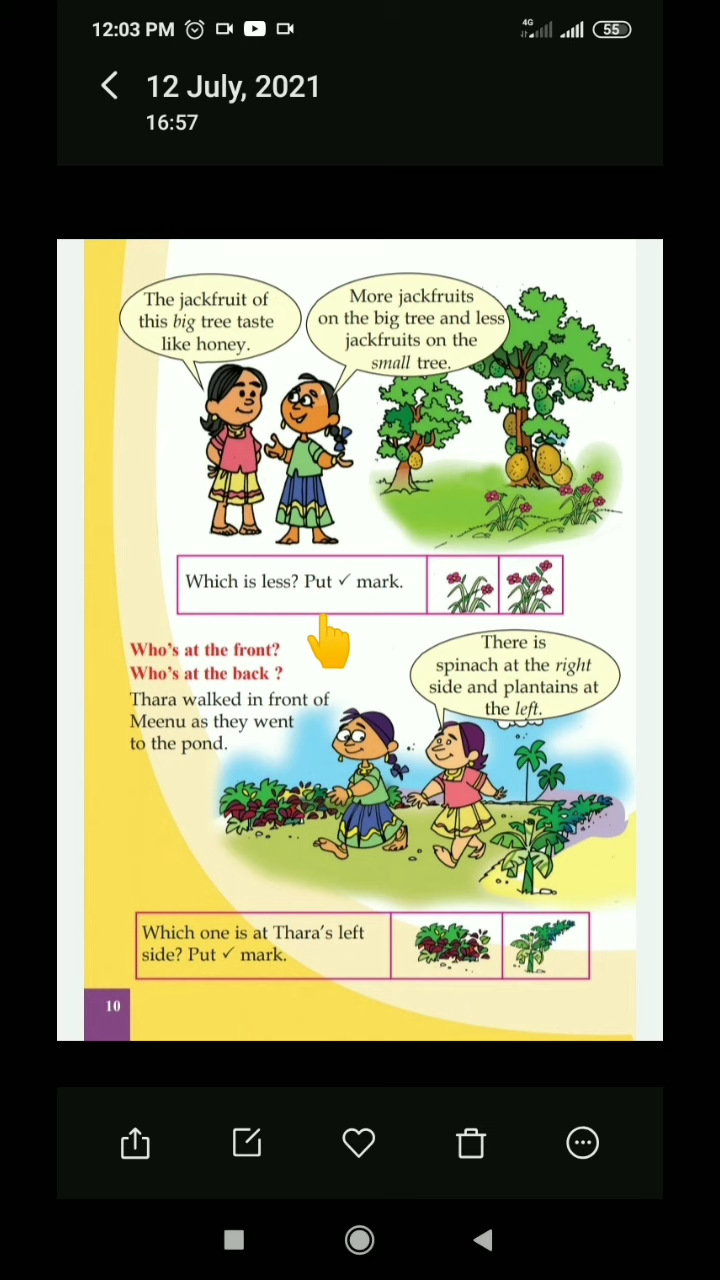 12:03 PM
4G
55
12 July, 2021
16:57
The jackfruit of
this big tree taste
like honey.
More jackfruits
on the big tree and less
jackfruits on the
small tree.
Which is less? Put ✓ mark.
Who's at the front?
Who's at the back ?
Thara walked in front of
Meenu as they went
to the pond.
There is
spinach at the right
side and plantains at
the left.
Which one is at Thara's left
side? Put ✓ mark.
10